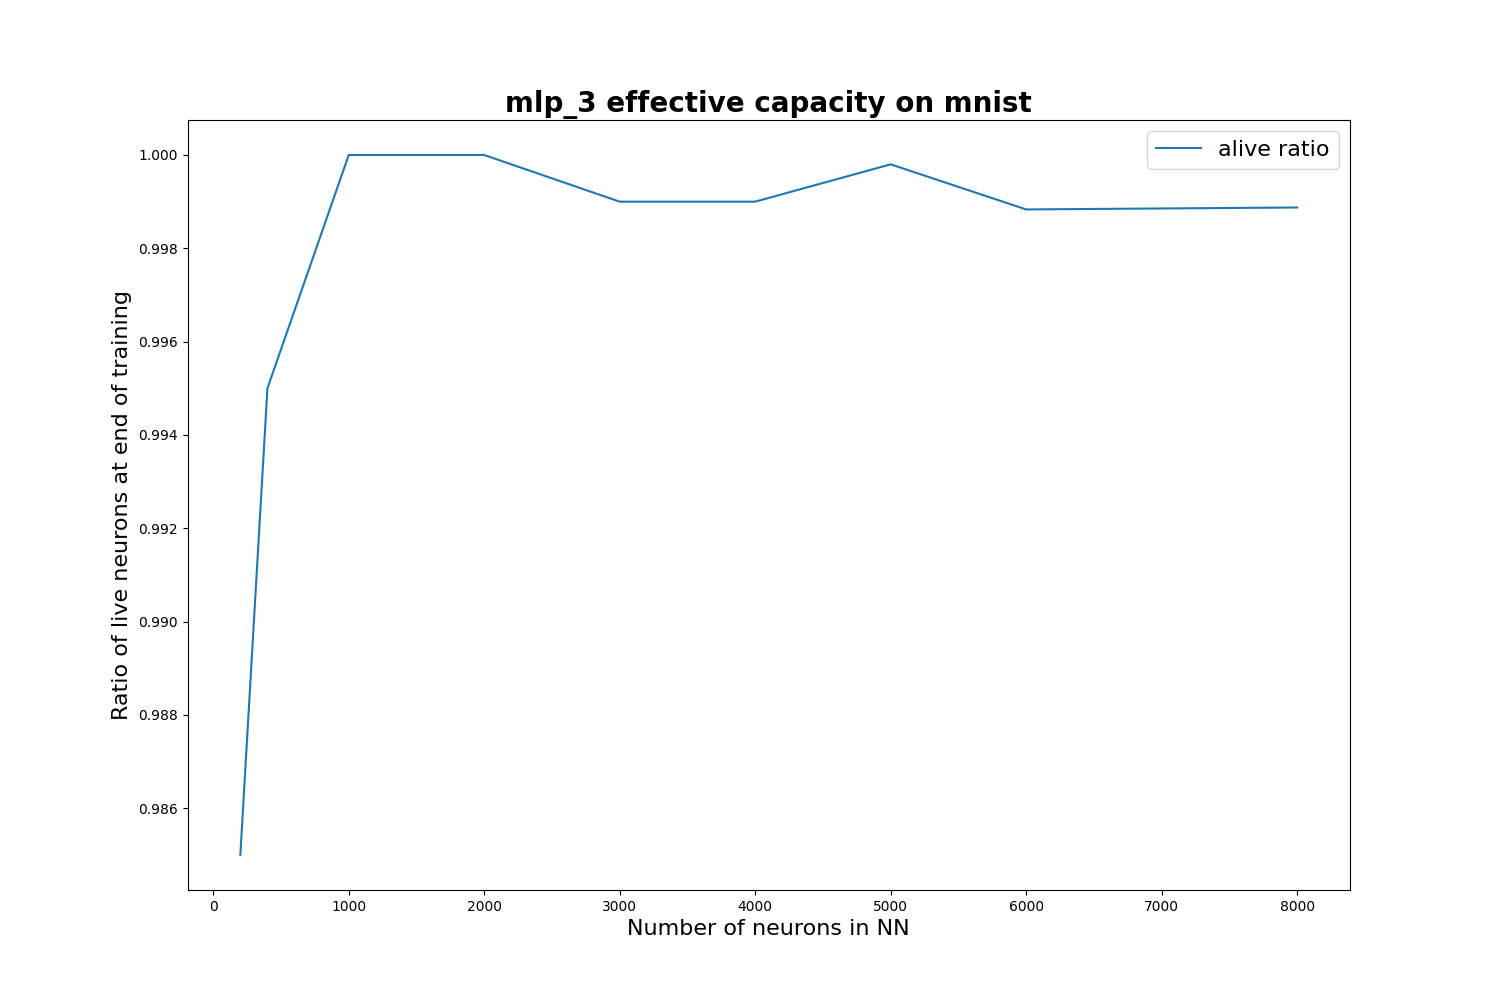 mlp_3 effective capacity on mnist
alive ratio
Ratio of live neurons at end of training
1.000
0.998
0.996
0.994
0.992
0.990
0.988
0.986
0 1000 2000 3000 4000 5000 6000 7000 8000
Number of neurons in NN